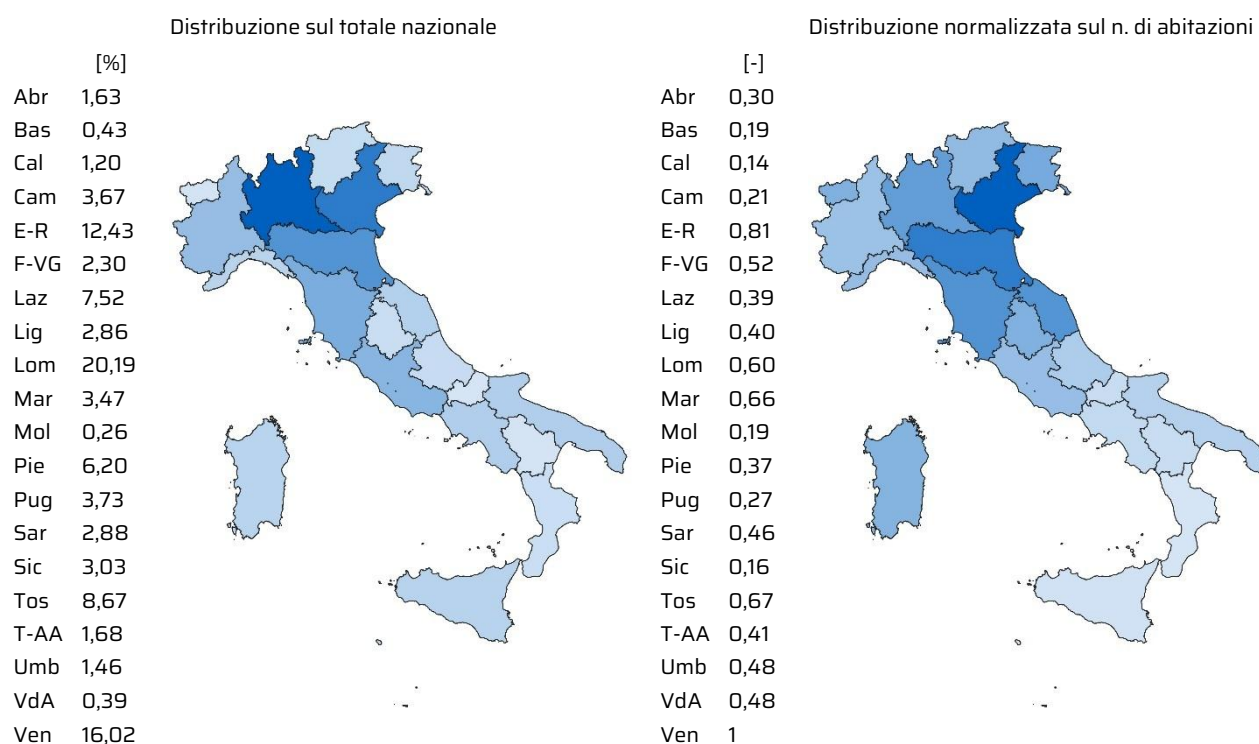 Distribuzione sul totale nazionale
[%]
Abr 1,63
Bas 0,43
Cal 1,20
Cam 3,67
E-R 12,43
F-VG 2,30
Laz 7,52
Lig 2,86
Lom 20,19
Mar 3,47
Mol 0,26
Pie 6,20
Pug 3,73
Sar 2,88
Sic 3,03
Tos 8,67
T-AA 1,68
Umb 1,46
VdA 0,39
Ven 16,02
Distribuzione normalizzata sul n. di abitazioni
[-]
Abr 0,30
Bas 0,19
Cal 0,14
Cam 0,21
E-R 0,81
F-VG 0,52
Laz 0,39
Lig 0,40
Lom 0,60
Mar 0,66
Mol 0,19
Pie 0,37
Pug 0,27
Sar 0,46
Sic 0,16
Tos 0,67
T-AA 0,41
Umb 0,48
VdA 0,48
Ven 1